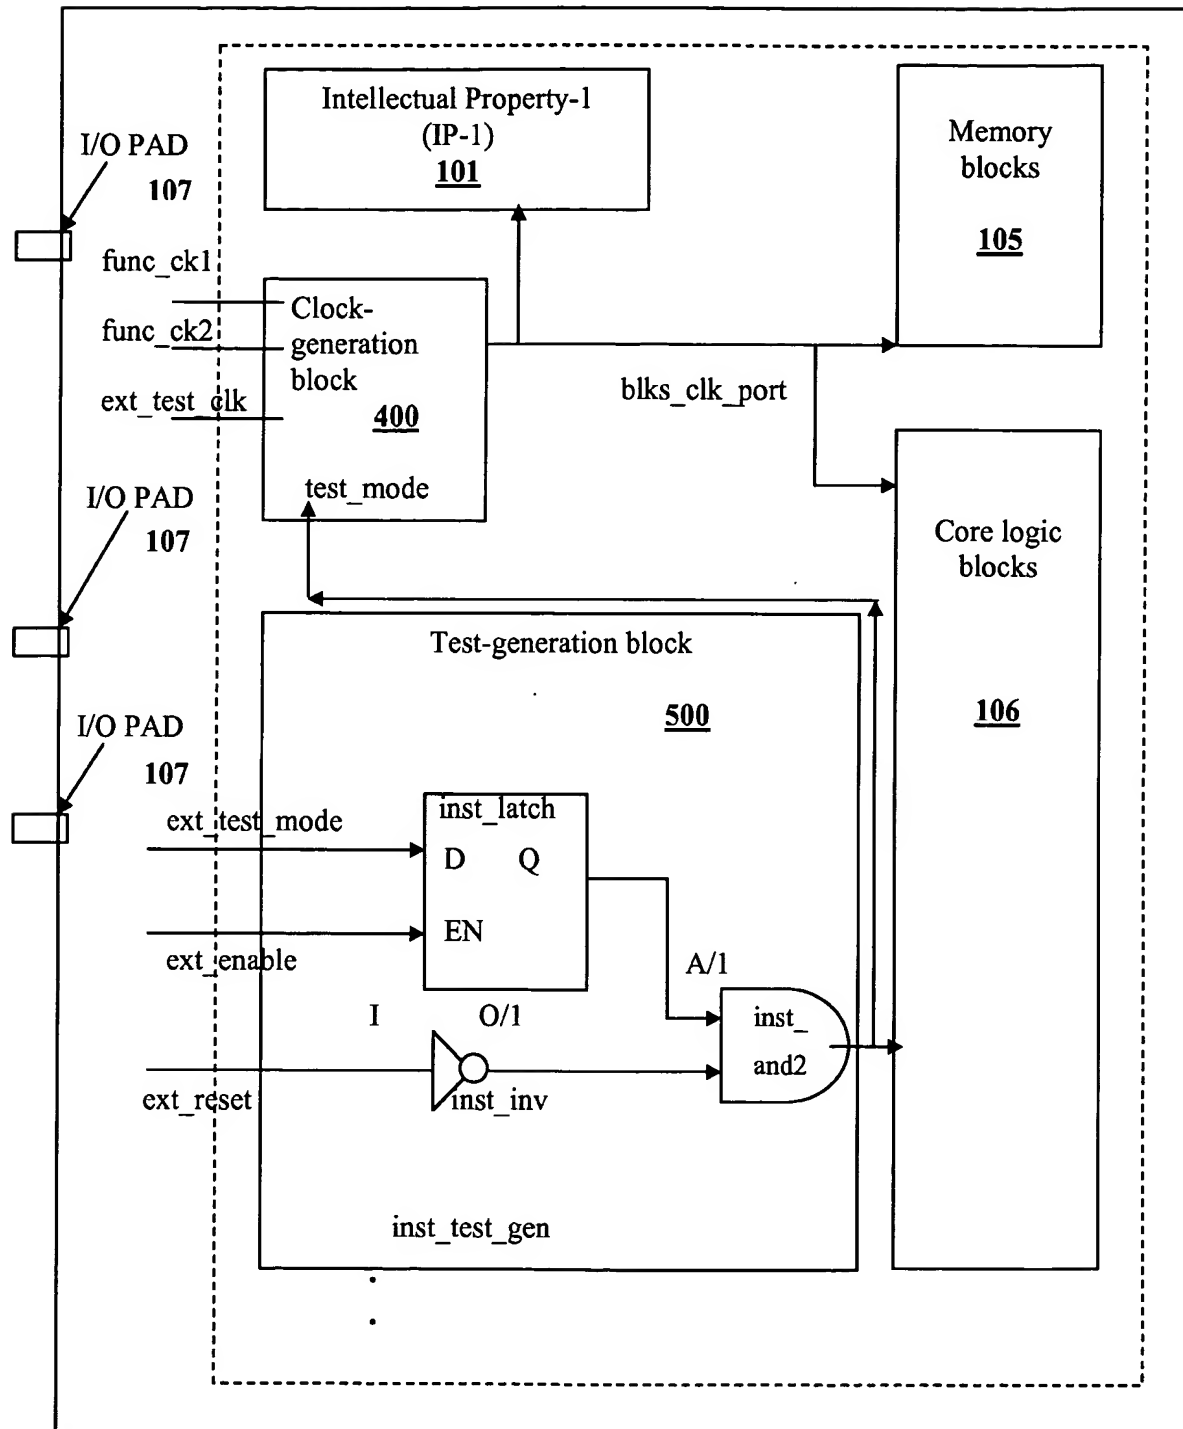 Intellectual Property-1
(IP-1)
101
Memory
blocks
105
I/O PAD
107
func_ck1
func_ck2
ext_test_clk
Clock-
generation
block
400
test_mode
blks_clk_port
I/O PAD
107
Core logic
blocks
106
Test-generation block
500
I/O PAD
107
ext_test_mode
inst_latch
D Q
EN
ext_enable
A/1
I O/1
inst_
and2
ext_reset
inst_inv
inst_test_gen